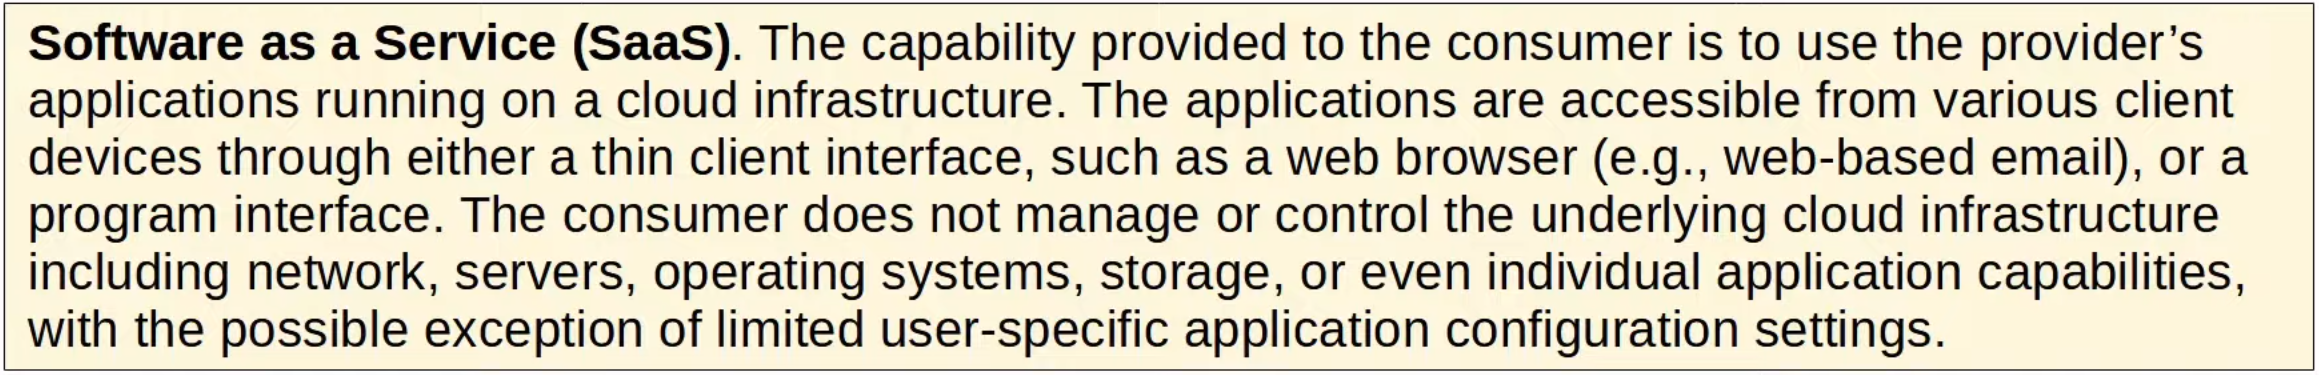 Software as a Service (SaaS). The capability provided to the consumer is to use the provider’s
applications running on a cloud infrastructure. The applications are accessible from various client
devices through either a thin client interface, such as a web browser (e.g., web-based email), or a
program interface. The consumer does not manage or control the underlying cloud infrastructure
including network, servers, operating systems, storage, or even individual application capabilities,
with the possible exception of limited user-specific application configuration settings.